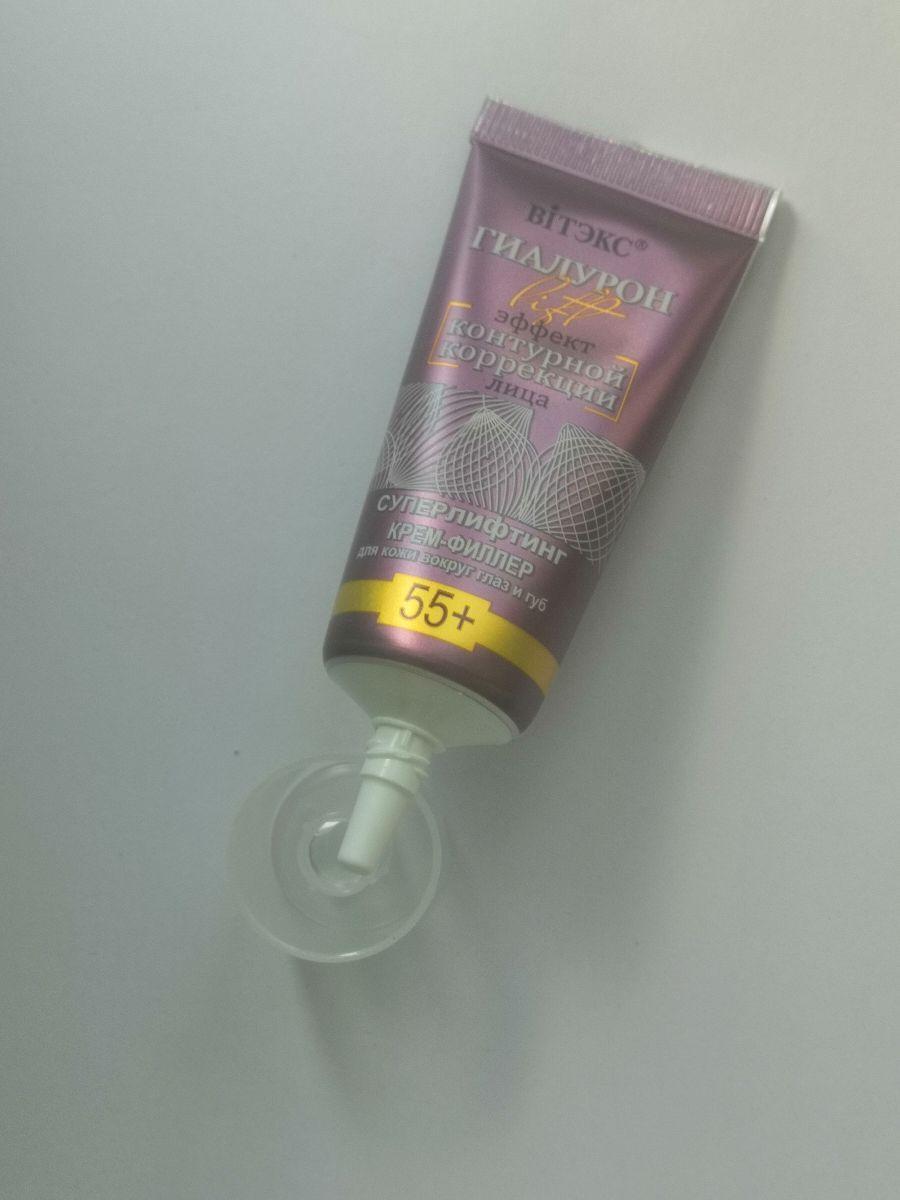 ВIТЭКС®
ГИАЛУРОН
lift
эффект
контурной
коррекции
лица
СУПЕРЛИФТИНГ
КРЕМ-ФИЛЛЕР
для кожи вокруг глаз и губ
55+